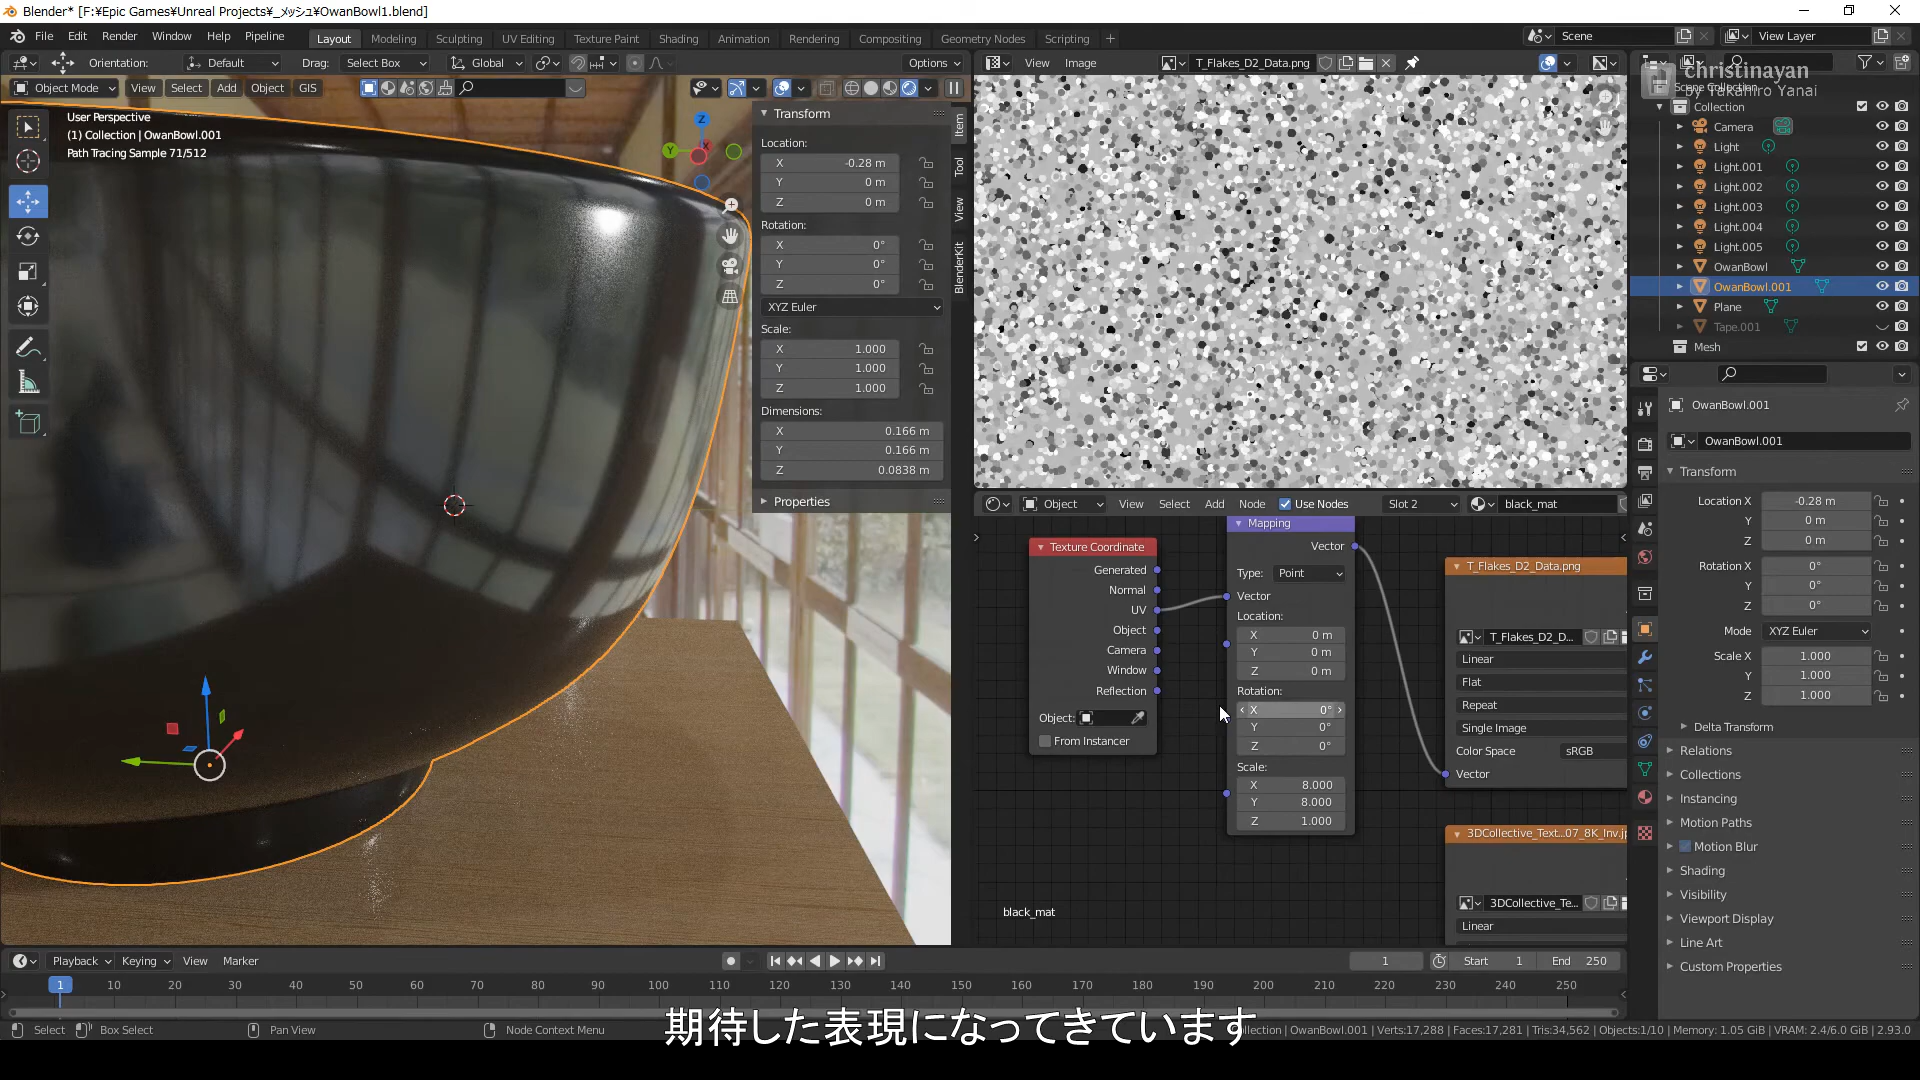 Blender* [F:¥Epic Games¥Unreal Projects¥_メッシュ¥OwanBowl1.blend]
File Edit Render Window Help Pipeline
Layout Modeling Sculpting UV Editing Texture Paint Shading Animation Rendering Compositing Geometry Nodes Scripting +
Scene
View Layer
Orientation: Default Drag: Select Box Global Options
Object Mode View Select Add Object GIS
User Perspective
(1) Collection | OwanBowl.001
Path Tracing Sample 71/512
Transform
Location:
X -0.28 m
Y 0 m
Z 0 m
Rotation:
X 0°
Y 0°
Z 0°
XYZ Euler
Scale:
X 1.000
Y 1.000
Z 1.000
Dimensions:
X 0.166 m
Y 0.166 m
Z 0.0838 m
Properties
Item
Tool
View
BlenderKit
Z
Y
X
View Image T_Flakes_D2_Data.png
Object View Select Add Node Use Nodes Slot 2 black_mat
Texture Coordinate
Generated
Normal
UV
Object
Camera
Window
Reflection
Object:
From Instancer
Mapping
Vector
Type: Point
Vector
Location:
X 0 m
Y 0 m
Z 0 m
Rotation:
X 0°
Y 0°
Z 0°
Scale:
X 8.000
Y 8.000
Z 1.000
T_Flakes_D2_Data.png
T_Flakes_D2_D...
Linear
Flat
Repeat
Single Image
Color Space sRGB
Vector
3DCollective_Text...07_8K_Inv.j
3DCollective_Te...
Linear
black_mat
christinayan
by Takahiro Yanai
Collection
Camera
Light
Light.001
Light.002
Light.003
Light.004
Light.005
OwanBowl
OwanBowl.001
Plane
Tape.001
Mesh
OwanBowl.001
OwanBowl.001
Transform
Location X -0.28 m
Y 0 m
Z 0 m
Rotation X 0°
Y 0°
Z 0°
Mode XYZ Euler
Scale X 1.000
Y 1.000
Z 1.000
Delta Transform
Relations
Collections
Instancing
Motion Paths
Motion Blur
Shading
Visibility
Viewport Display
Line Art
Custom Properties
Playback Keying View Marker
1 Start 1 End 250
1 10 20 30 40 50 60 70 80 90 100 110 120 130 140 150 160 170 180 190 200 210 220 230 240 250
Select Box Select Pan View Node Context Menu
期待した表現になってきています
ollection | OwanBowl.001 | Verts:17,288 | Faces:17,281 | Tris:34,562 | Objects:1/10 | Memory: 1.05 GiB | VRAM: 2.4/6.0 GiB | 2.93.0